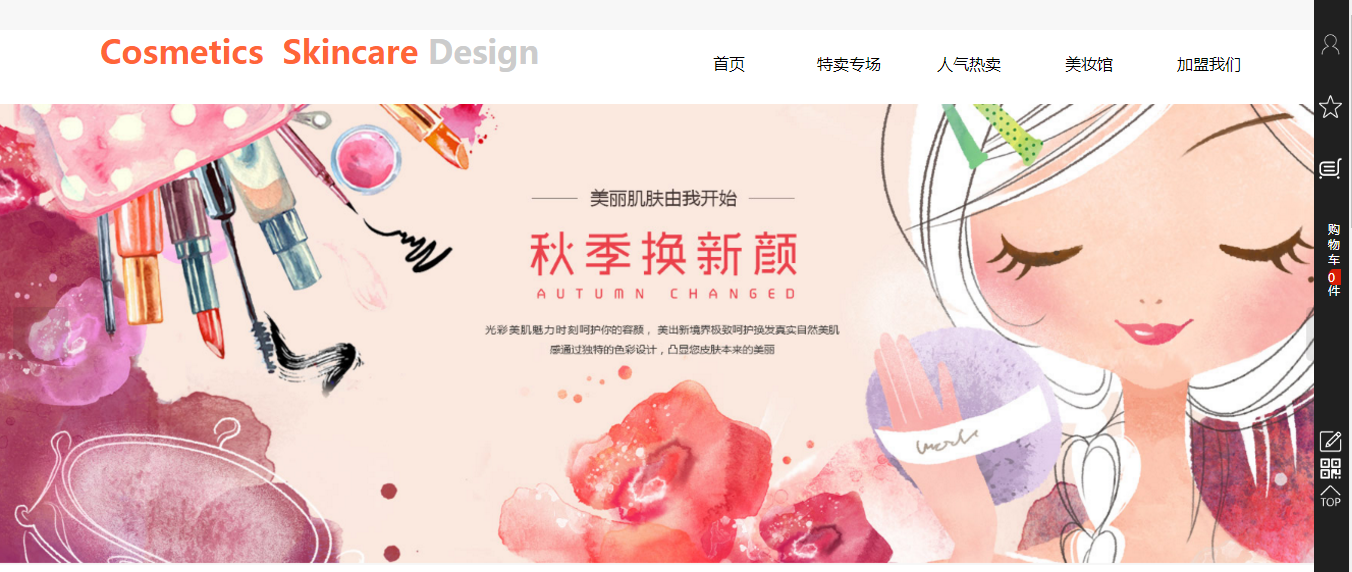 Cosmetics Skincare Design
首页 特卖专场 人气热卖 美妆馆 加盟我们
美丽肌肤由我开始
秋季换新颜
AUTUMN CHANGED
光彩美肌魅力时刻呵护你的容颜，美出新境界极致呵护换发真实自然美肌
感通过独特的色彩设计，凸显您皮肤本来的美丽
work
购
物
车
0
件
TOP